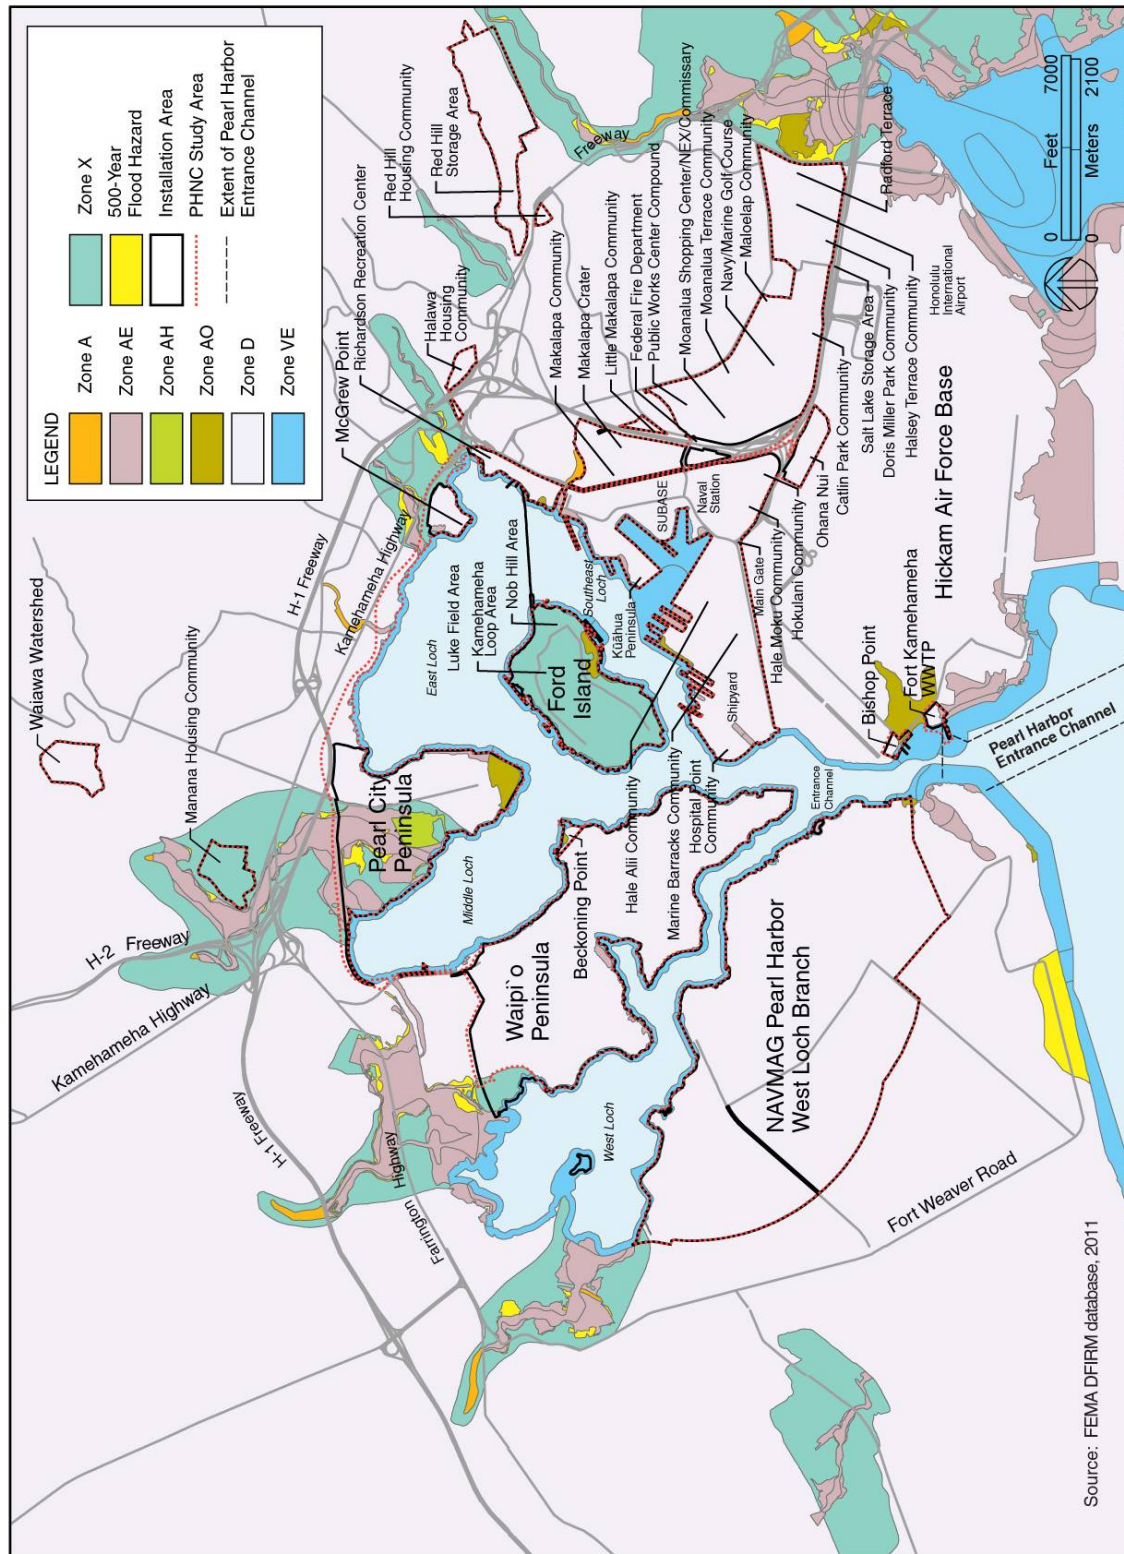 LEGEND
Zone A
Zone AE
Zone AH
Zone AO
Zone D
Zone VE
Zone X
500-Year
Flood Hazard
Installation Area
PHNC Study Area
Extent of Pearl Harbor
Entrance Channel
Waiawa Watershed
Manana Housing Community
H-2 Freeway
Kamehameha Highway
H-1 Freeway
H-1 Freeway
Kamehameha Highway
McGrew Point
Richardson Recreation Center
Halawa
Housing
Community
Red Hill
Housing Community
Red Hill
Storage Area
Freeway
Farrington
Highway
Pearl City
Peninsula
East Loch
Luke Field Area
Kamehameha
Loop Area
Nob Hill Area
Ford
Island
Middle Loch
Waipi`o
Peninsula
Beckoning Point
West Loch
Makalapa Community
Makalapa Crater
Little Makalapa Community
Federal Fire Department
Public Works Center Compound
Moanalua Shopping Center/NEX/Commissary
Moanalua Terrace Community
Navy/Marine Golf Course
Maloelap Community
Southeast
Loch
Kūāhua
Peninsula
SUBASE
Naval
Station
Main Gate
Hale Alii Community
Marine Barracks Community
Hospital Point
Community
Shipyard
Hale Moku Community
Hokulani Community
Ohana Nui
Catlin Park Community
Salt Lake Storage Area
Doris Miller Park Community
Halsey Terrace Community
Radford Terrace
Honolulu
International
Airport
Entrance
Channel
Bishop Point
Fort Kamehameha
WWTP
Hickam Air Force Base
Pearl Harbor
Entrance Channel
NAVMAG Pearl Harbor
West Loch Branch
Fort Weaver Road
0 Feet 7000
0 Meters 2100
Source: FEMA DFIRM database, 2011